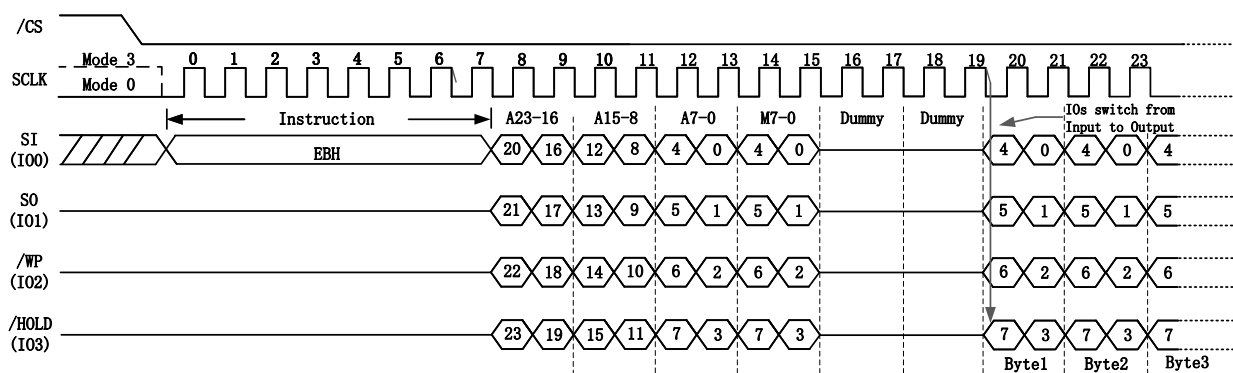 /CS
Mode 3 0 1 2 3 4 5 6 7 8 9 10 11 12 13 14 15 16 17 18 19 20 21 22 23
SCLK
Mode 0
Instruction A23-16 A15-8 A7-0 M7-0 Dummy Dummy IOs switch from
Input to Output
SI
(IO0)
EBH 20 16 12 8 4 0 4 0 4 0 4 0 4
SO
(IO1)
21 17 13 9 5 1 5 1 5 1 5 1 5
/WP
(IO2)
22 18 14 10 6 2 6 2 6 2 6 2 6
/HOLD
(IO3)
23 19 15 11 7 3 7 3 7 3 7 3 7
Byte1 Byte2 Byte3